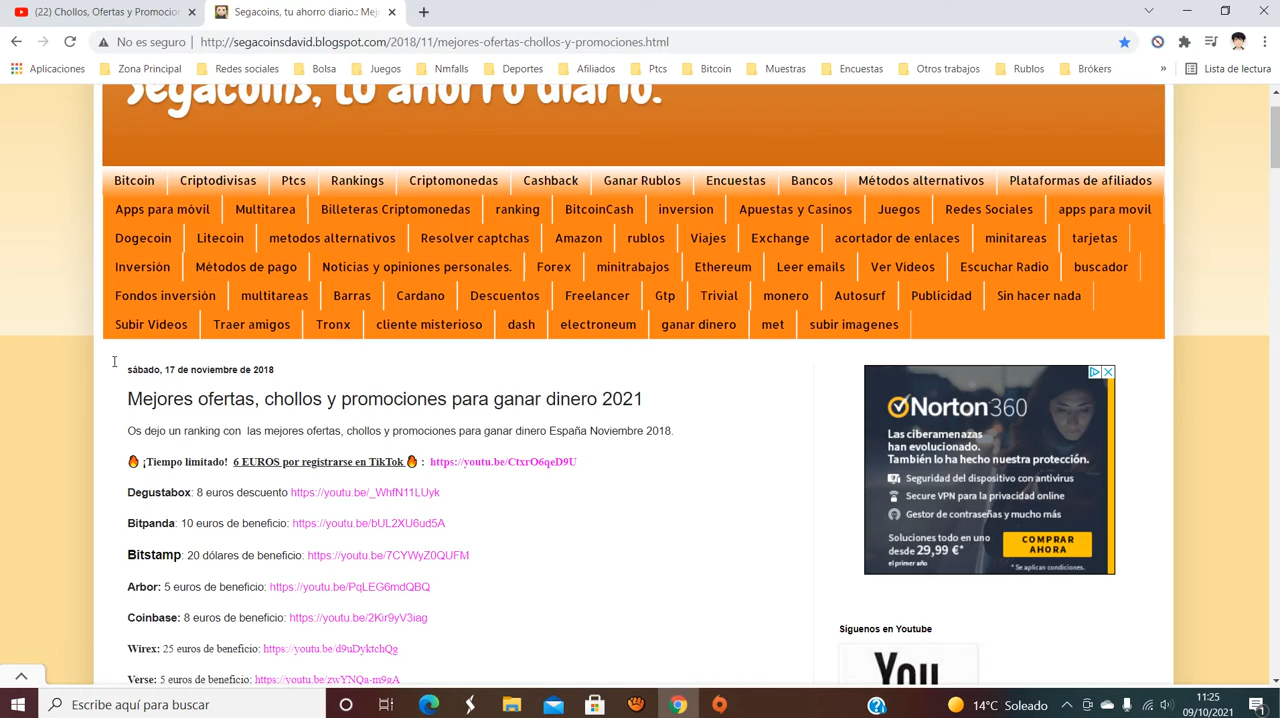 (22) Chollos, Ofertas y Promocion
Segacoins, tu ahorro diario.: Mej
No es seguro | http://segacoinsdavid.blogspot.com/2018/11/mejores-ofertas-chollos-y-promociones.html
Aplicaciones Zona Principal Redes sociales Bolsa Juegos Nmfalls Deportes Afiliados Ptcs Bitcoin Muestras Encuestas Otros trabajos Rublos Brókers » Lista de lectura
Segacoins, tu ahorro diario.
Bitcoin Criptodivisas Ptcs Rankings Criptomonedas Cashback Ganar Rublos Encuestas Bancos Métodos alternativos Plataformas de afiliados
Apps para móvil Multitarea Billeteras Criptomonedas ranking BitcoinCash inversion Apuestas y Casinos Juegos Redes Sociales apps para movil
Dogecoin Litecoin metodos alternativos Resolver captchas Amazon rublos Viajes Exchange acortador de enlaces minitareas tarjetas
Inversión Métodos de pago Noticias y opiniones personales. Forex minitrabajos Ethereum Leer emails Ver Videos Escuchar Radio buscador
Fondos inversión multitareas Barras Cardano Descuentos Freelancer Gtp Trivial monero Autosurf Publicidad Sin hacer nada
Subir Videos Traer amigos Tronx cliente misterioso dash electroneum ganar dinero met subir imagenes
sábado, 17 de noviembre de 2018
Mejores ofertas, chollos y promociones para ganar dinero 2021
Os dejo un ranking con las mejores ofertas, chollos y promociones para ganar dinero España Noviembre 2018.
¡Tiempo limitado! 6 EUROS por registrarse en TikTok : https://youtu.be/CtxrO6qeD9U
Degustabox: 8 euros descuento https://youtu.be/_WhfN11LUyk
Bitpanda: 10 euros de beneficio: https://youtu.be/bUL2XU6ud5A
Bitstamp: 20 dólares de beneficio: https://youtu.be/7CYWyZ0QUFM
Arbor: 5 euros de beneficio: https://youtu.be/PqLEG6mdQBQ
Coinbase: 8 euros de beneficio: https://youtu.be/2Kir9yV3iag
Wirex: 25 euros de beneficio: https://youtu.be/d9uDyktchQg
Verse: 5 euros de beneficio: https://youtu.be/zwYNQa-m9gA
Norton360
Las ciberamenazas
han evolucionado.
También lo ha hecho nuestra protección.
Seguridad del dispositivo con antivirus
Secure VPN para la privacidad online
Gestor de contraseñas y mucho más
Soluciones todo en uno
desde 29,99 €*
el primer año
COMPRAR
AHORA
* Se aplican condiciones.
Síguenos en Youtube
You
Escribe aquí para buscar
14°C Soleado
11:25
09/10/2021
1